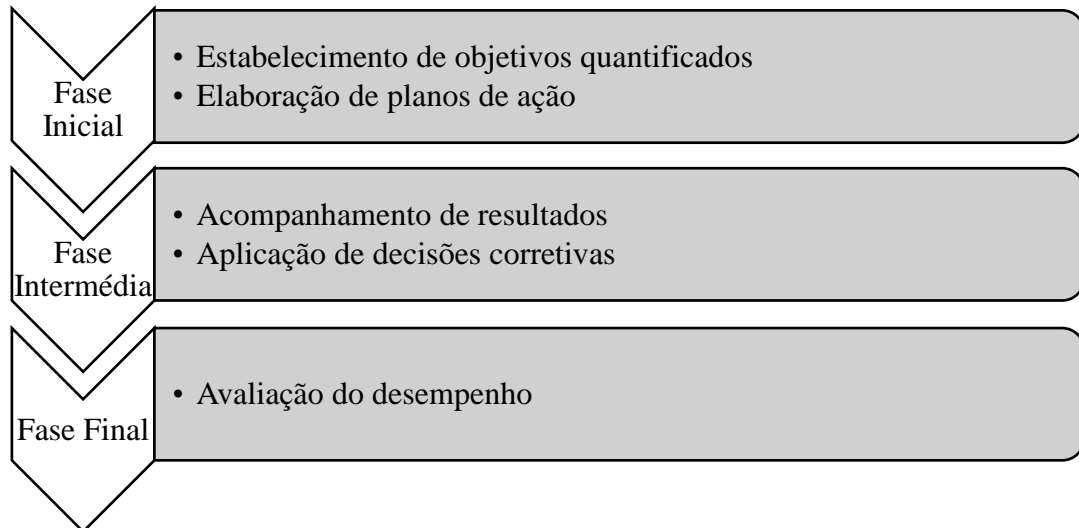 Fase
Inicial
• Estabelecimento de objetivos quantificados
• Elaboração de planos de ação
Fase
Intermédia
• Acompanhamento de resultados
• Aplicação de decisões corretivas
Fase Final
• Avaliação do desempenho